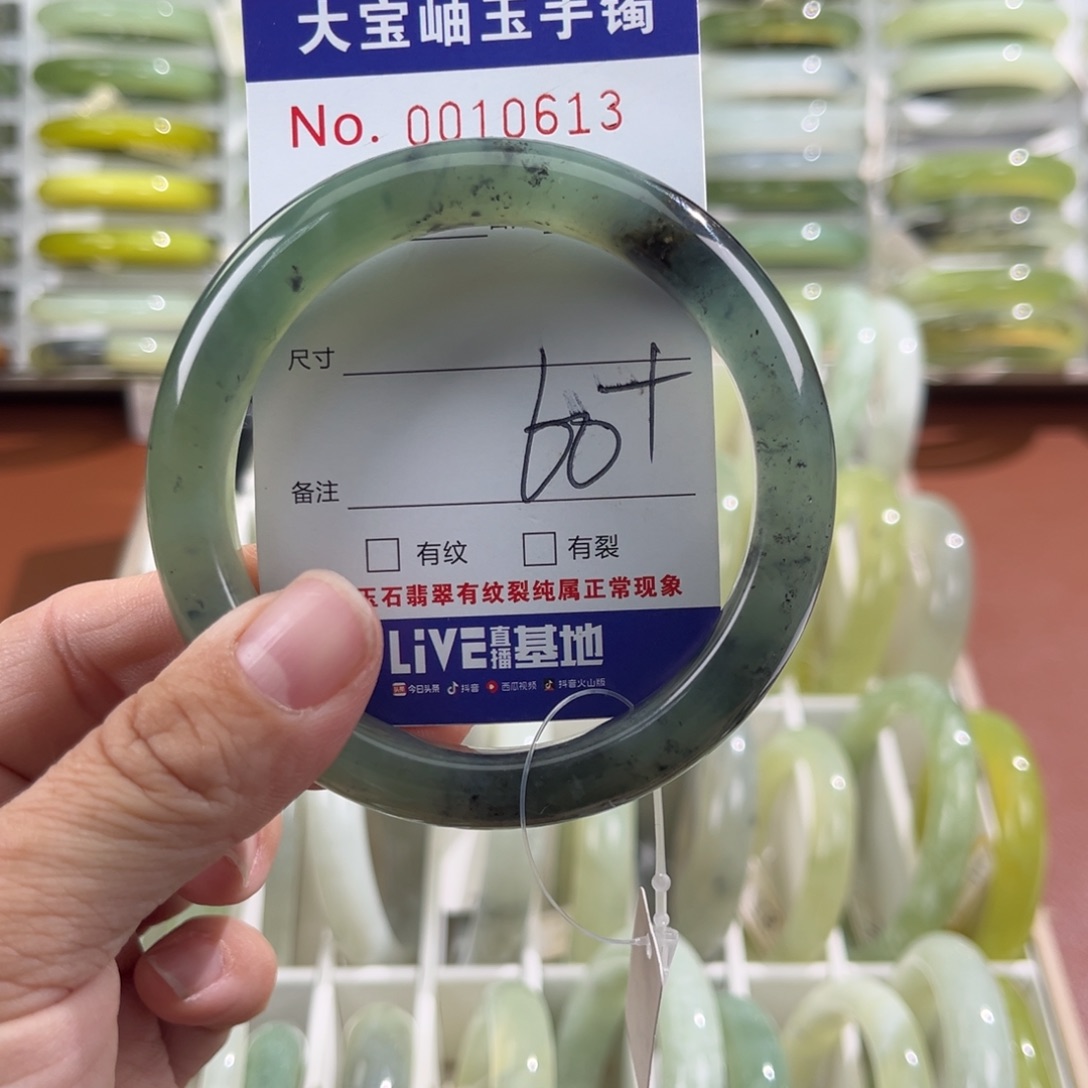 大宝岫玉手镯
No. 0010613
尺寸
60+
备注
□ 有纹 □ 有裂
玉石翡翠有纹裂纯属正常现象
LiVE直播基地
今日头条 抖音 西瓜视频 抖音火山版